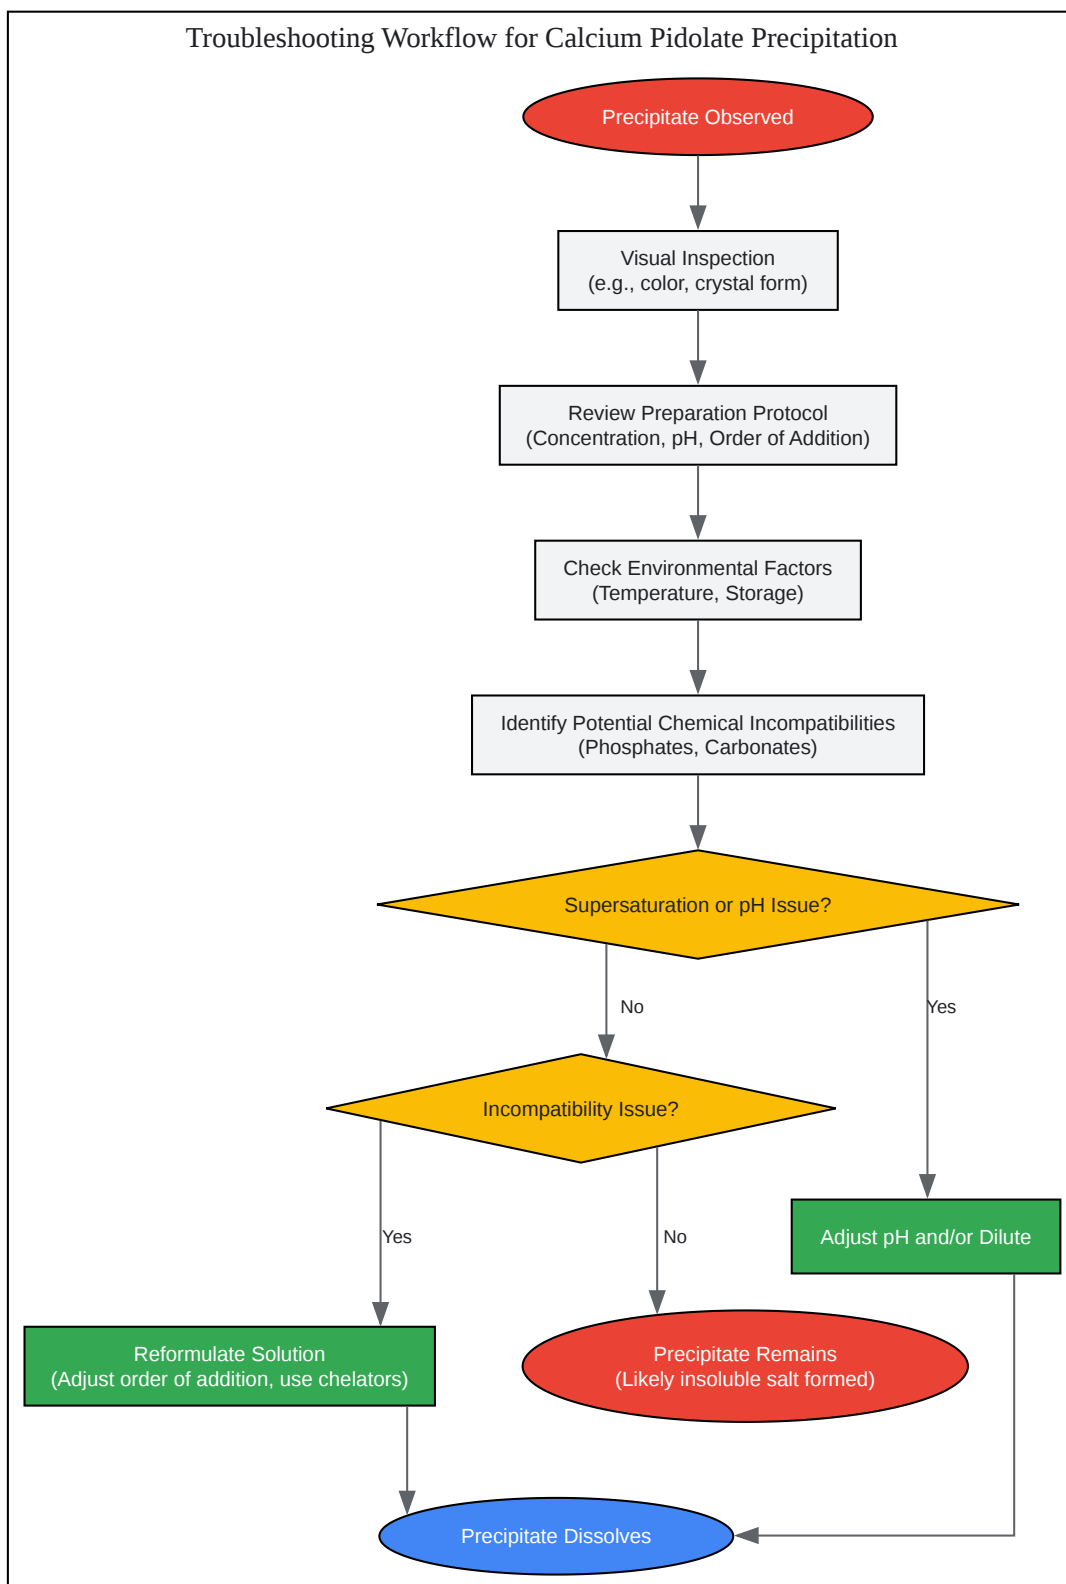 Troubleshooting Workflow for Calcium Pidolate Precipitation
Precipitate Observed
Visual Inspection
(e.g., color, crystal form)
Review Preparation Protocol
(Concentration, pH, Order of Addition)
Check Environmental Factors
(Temperature, Storage)
Identify Potential Chemical Incompatibilities
(Phosphates, Carbonates)
Supersaturation or pH Issue?
No
Yes
Incompatibility Issue?
Yes
No
Adjust pH and/or Dilute
Reformulate Solution
(Adjust order of addition, use chelators)
Precipitate Remains
(Likely insoluble salt formed)
Precipitate Dissolves